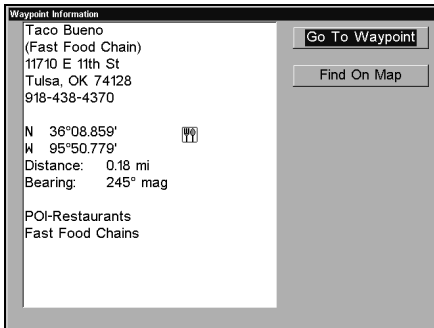 Waypoint Information
Taco Bueno
(Fast Food Chain)
11710 E 11th St
Tulsa, OK 74128
918-438-4370
N 36°08.859'
W 95°50.779'
Distance: 0.18 mi
Bearing: 245° mag
POI-Restaurants
Fast Food Chains
Go To Waypoint
Find On Map